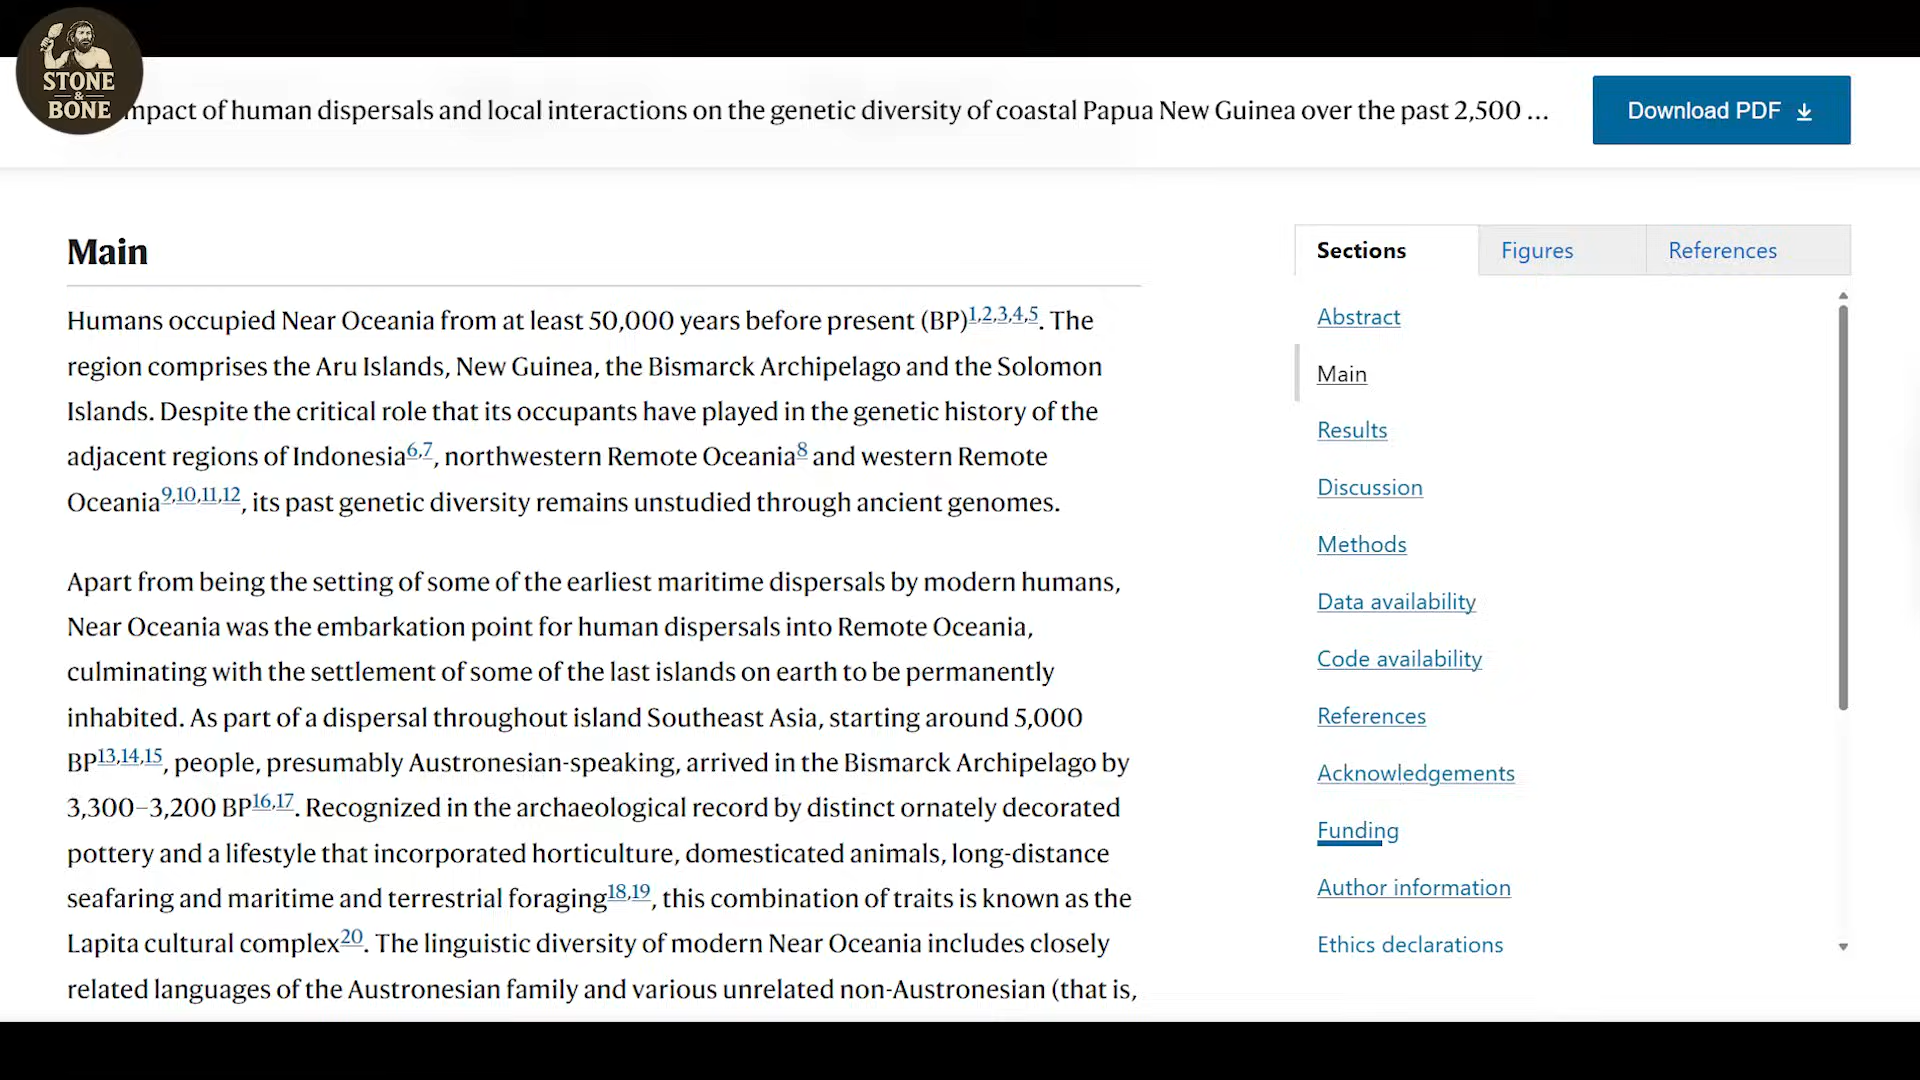 STONE
&
BONE
mpact of human dispersals and local interactions on the genetic diversity of coastal Papua New Guinea over the past 2,500 ...
Download PDF
Main
Humans occupied Near Oceania from at least 50,000 years before present (BP)1,2,3,4,5. The
region comprises the Aru Islands, New Guinea, the Bismarck Archipelago and the Solomon
Islands. Despite the critical role that its occupants have played in the genetic history of the
adjacent regions of Indonesia6,7, northwestern Remote Oceania8 and western Remote
Oceania9,10,11,12, its past genetic diversity remains unstudied through ancient genomes.
Apart from being the setting of some of the earliest maritime dispersals by modern humans,
Near Oceania was the embarkation point for human dispersals into Remote Oceania,
culminating with the settlement of some of the last islands on earth to be permanently
inhabited. As part of a dispersal throughout island Southeast Asia, starting around 5,000
BP13,14,15, people, presumably Austronesian-speaking, arrived in the Bismarck Archipelago by
3,300–3,200 BP16,17. Recognized in the archaeological record by distinct ornately decorated
pottery and a lifestyle that incorporated horticulture, domesticated animals, long-distance
seafaring and maritime and terrestrial foraging18,19, this combination of traits is known as the
Lapita cultural complex20. The linguistic diversity of modern Near Oceania includes closely
related languages of the Austronesian family and various unrelated non-Austronesian (that is,
Sections
Figures
References
Abstract
Main
Results
Discussion
Methods
Data availability
Code availability
References
Acknowledgements
Funding
Author information
Ethics declarations